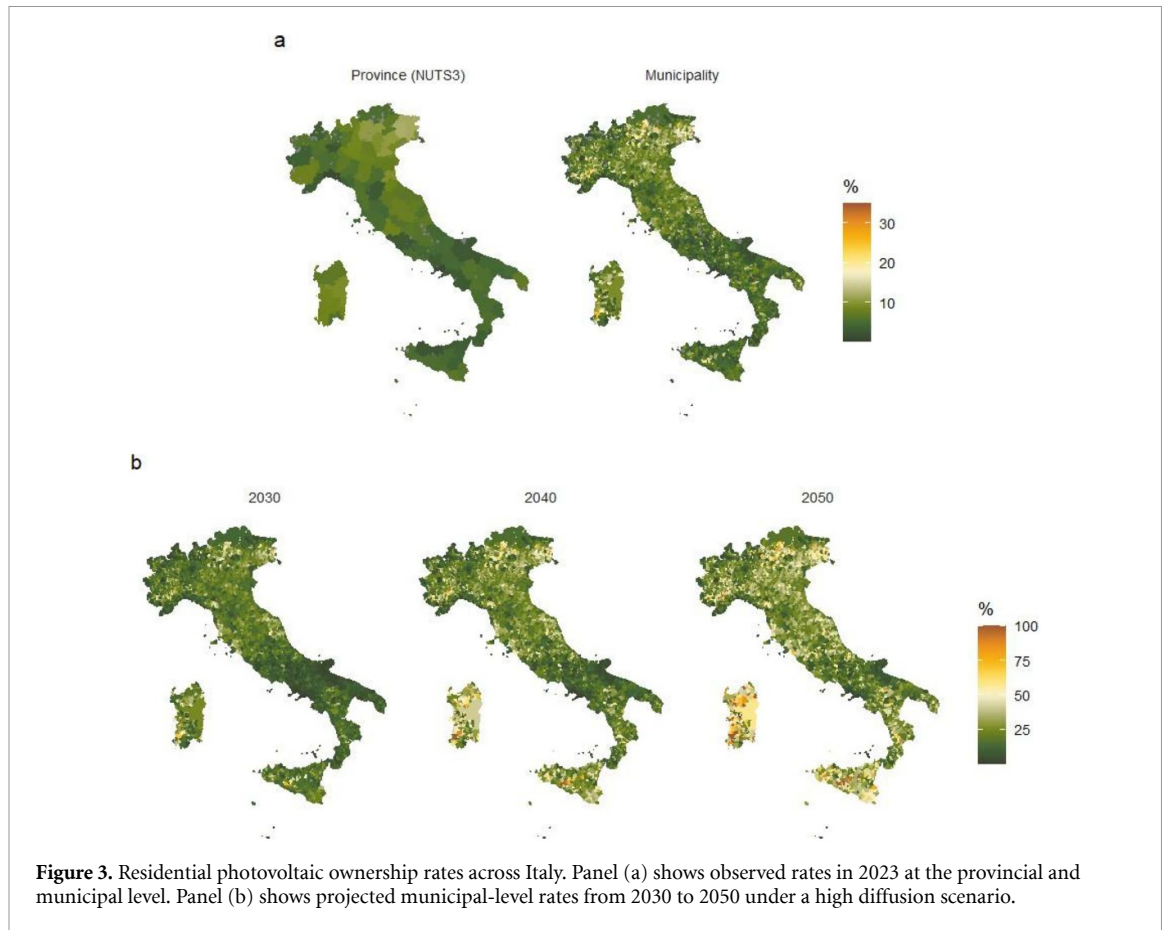 a
Province (NUTS3)
Municipality
%
30
20
10
b
2030
2040
2050
%
100
75
50
25
Figure 3. Residential photovoltaic ownership rates across Italy. Panel (a) shows observed rates in 2023 at the provincial and
municipal level. Panel (b) shows projected municipal-level rates from 2030 to 2050 under a high diffusion scenario.